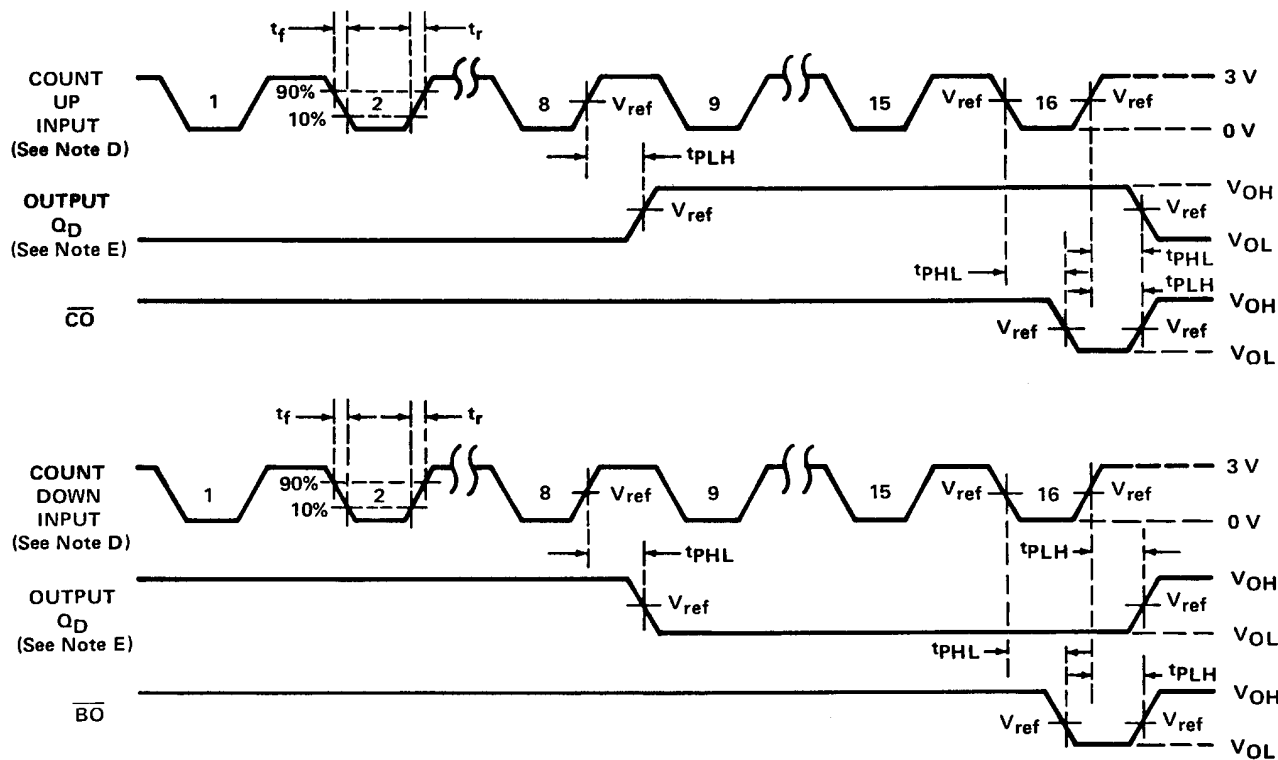 tf tr
COUNT
UP
INPUT
(See Note D)
1 90% 10% 2 8 Vref 9 15 Vref 16 Vref 3 V
0 V
tPLH
OUTPUT
QD
(See Note E)
Vref VOH
Vref
VOL
tPHL tPHL
tPLH
CO
VOH
Vref Vref
VOL
tf tr
COUNT
DOWN
INPUT
(See Note D)
1 90% 10% 2 8 Vref 9 15 Vref 16 Vref 3 V
0 V
tPHL tPLH
OUTPUT
QD
(See Note E)
Vref VOH
Vref
VOL
tPHL tPLH
BO
VOH
Vref Vref
VOL